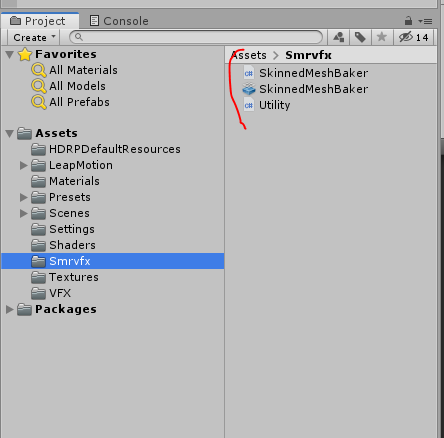 Project
Console
Create
14
Favorites
All Materials
All Models
All Prefabs
Assets
HDRPDefaultResources
LeapMotion
Materials
Presets
Scenes
Settings
Shaders
Smrvfx
Textures
VFX
Packages
Assets > Smrvfx
C# SkinnedMeshBaker
SkinnedMeshBaker
C# Utility